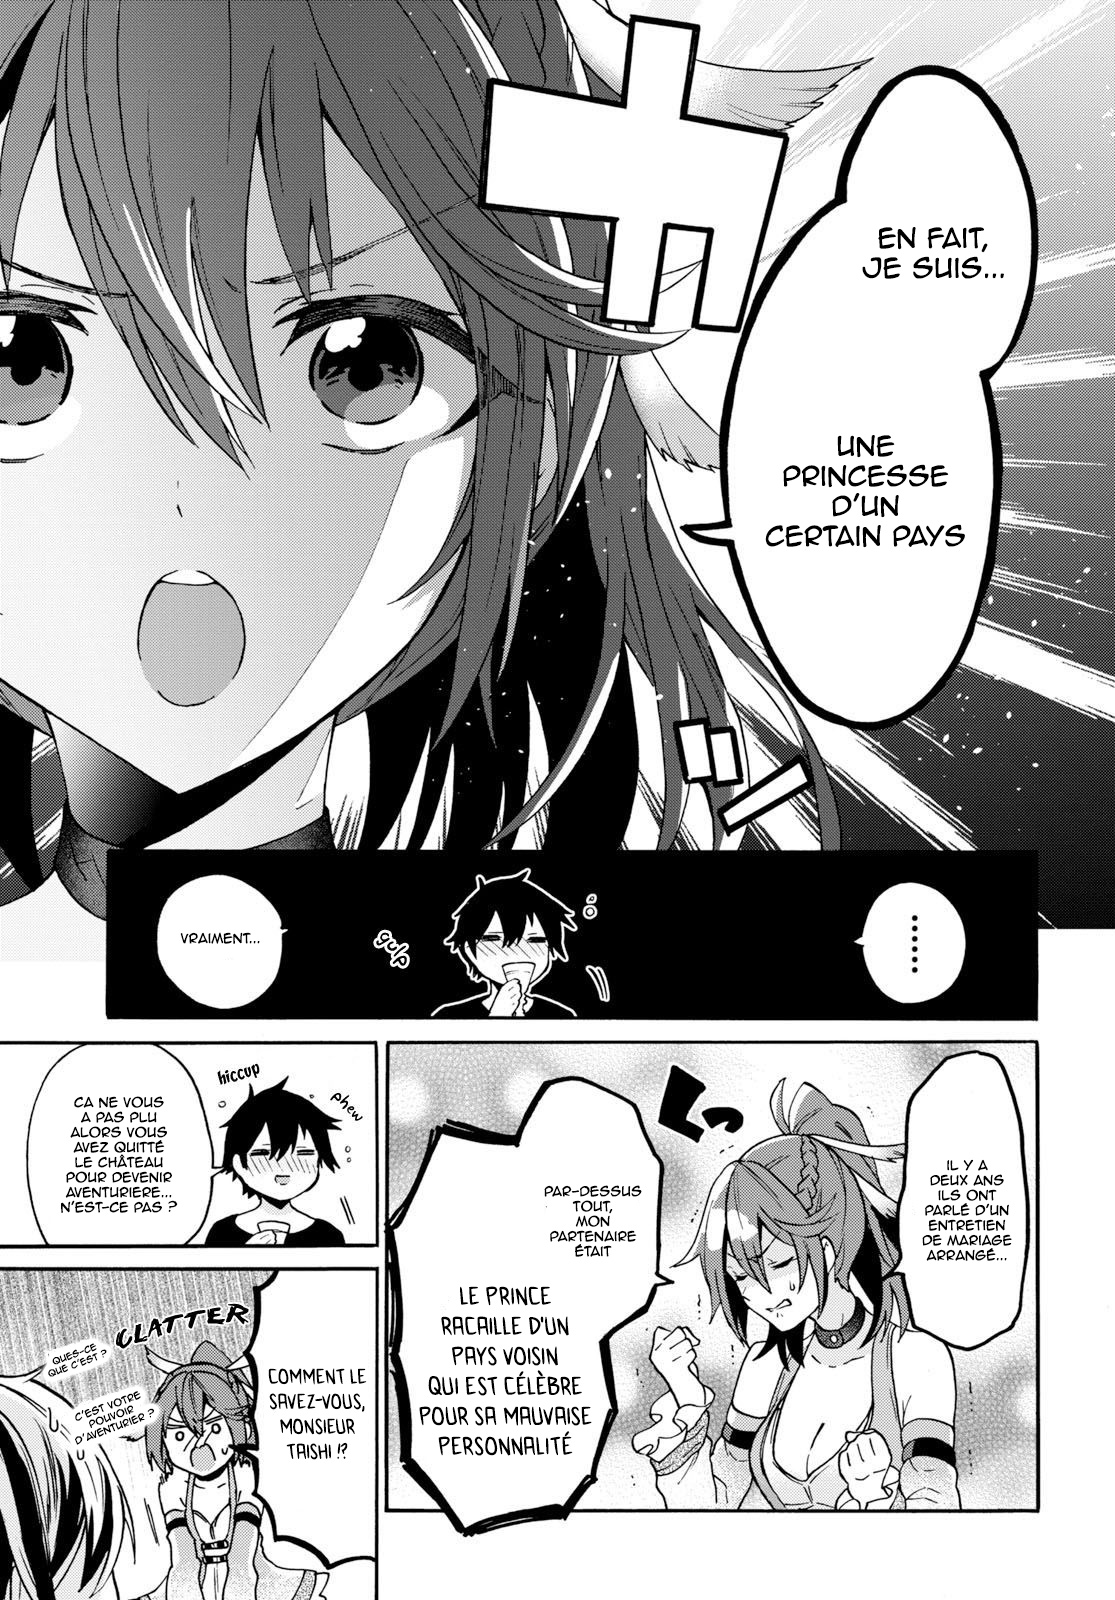 カッ
EN FAIT,
JE SUIS...
UNE
PRINCESSE
D'UN
CERTAIN PAYS
......
gulp
VRAIMENT...
IL Y A
DEUX ANS
ILS ONT
PARLÉ D'UN
ENTRETIEN
DE MARIAGE
ARRANGÉ...
PAR-DESSUS
TOUT,
MON
PARTENAIRE
ÉTAIT
LE PRINCE
RACAILLE D'UN
PAYS VOISIN
QUI EST CÉLÈBRE
POUR SA MAUVAISE
PERSONNALITÉ
hiccup
phew
CA NE VOUS
A PAS PLU
ALORS VOUS
AVEZ QUITTÉ
LE CHÂTEAU
POUR DEVENIR
AVENTURIERE...
N'EST-CE PAS ?
COMMENT LE
SAVEZ-VOUS,
MONSIEUR
TAISHI !?
CLATTER
QUES-CE
QUE C'EST ?
C'EST VOTRE
POUVOIR
D'AVENTURIER ?